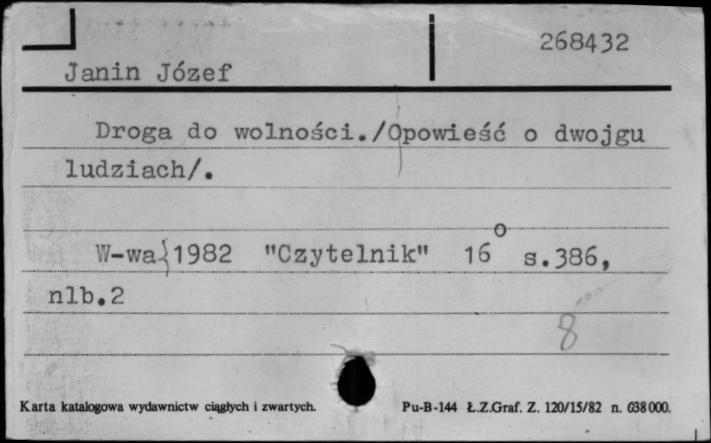 268432
Janin Józef
Droga do wolności./Opowieść o dwojgu
ludziach/.
W-wa 1982 "Czytelnik" 16° s.386,
nlb.2
8
Karta katalogowa wydawnictw ciągłych i zwartych. Pu-B-144 Ł.Z.Graf. Z. 120/15/82 n. 638000.